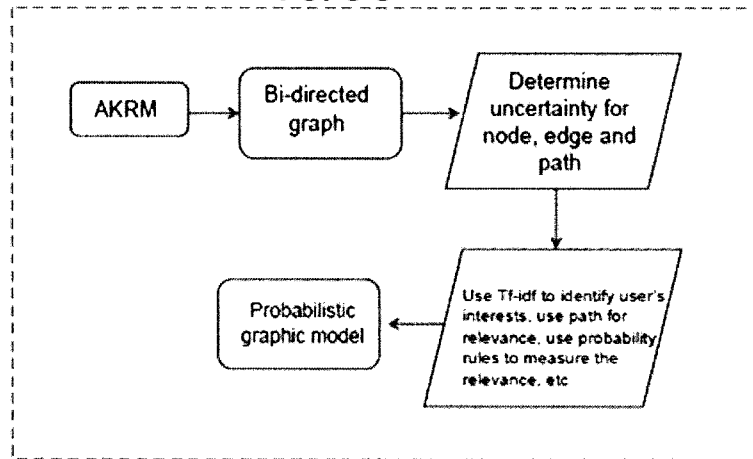 AKRM
Bi-directed
graph
Determine
uncertainty for
node, edge and
path
Use Tf-idf to identify user's
interests, use path for
relevance, use probability
rules to measure the
relevance, etc
Probabilistic
graphic model